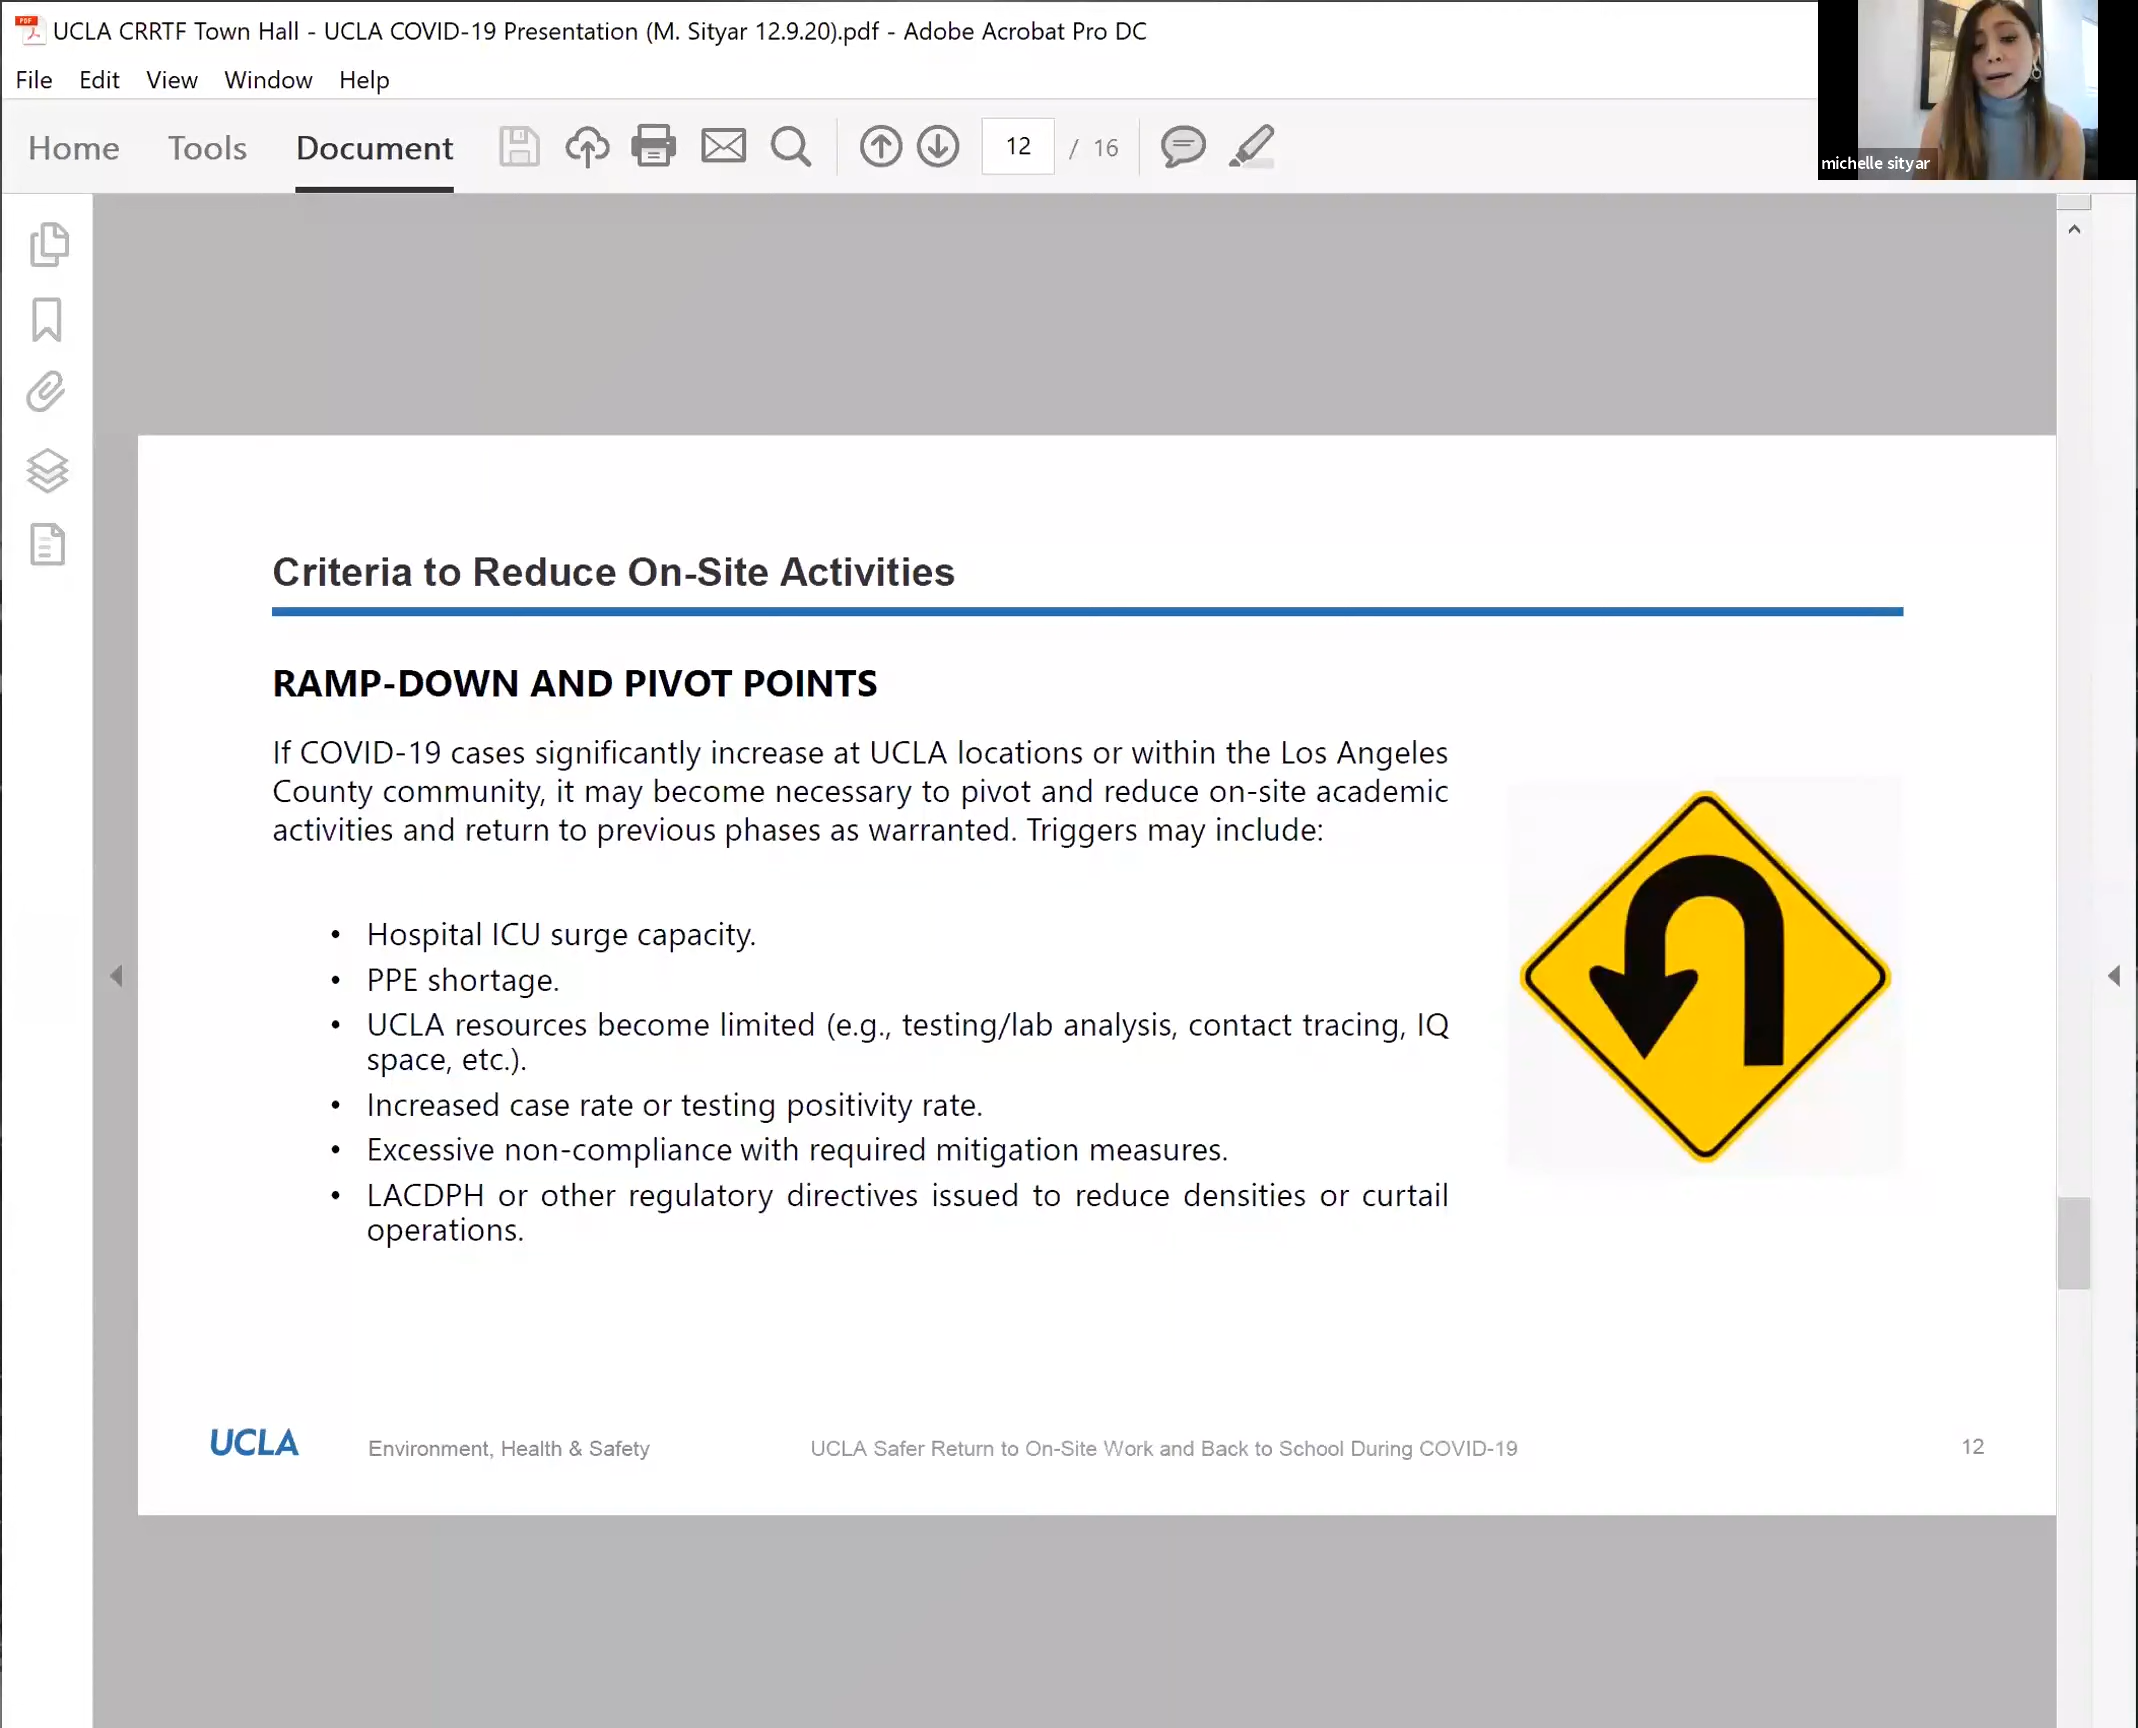 UCLA CRRTF Town Hall - UCLA COVID-19 Presentation (M. Sityar 12.9.20).pdf - Adobe Acrobat Pro DC
File Edit View Window Help
Home Tools Document 12 / 16
michelle sityar
Criteria to Reduce On-Site Activities
RAMP-DOWN AND PIVOT POINTS
If COVID-19 cases significantly increase at UCLA locations or within the Los Angeles
County community, it may become necessary to pivot and reduce on-site academic
activities and return to previous phases as warranted. Triggers may include:
• Hospital ICU surge capacity.
• PPE shortage.
• UCLA resources become limited (e.g., testing/lab analysis, contact tracing, IQ
space, etc.).
• Increased case rate or testing positivity rate.
• Excessive non-compliance with required mitigation measures.
• LACDPH or other regulatory directives issued to reduce densities or curtail
operations.
UCLA Environment, Health & Safety UCLA Safer Return to On-Site Work and Back to School During COVID-19 12